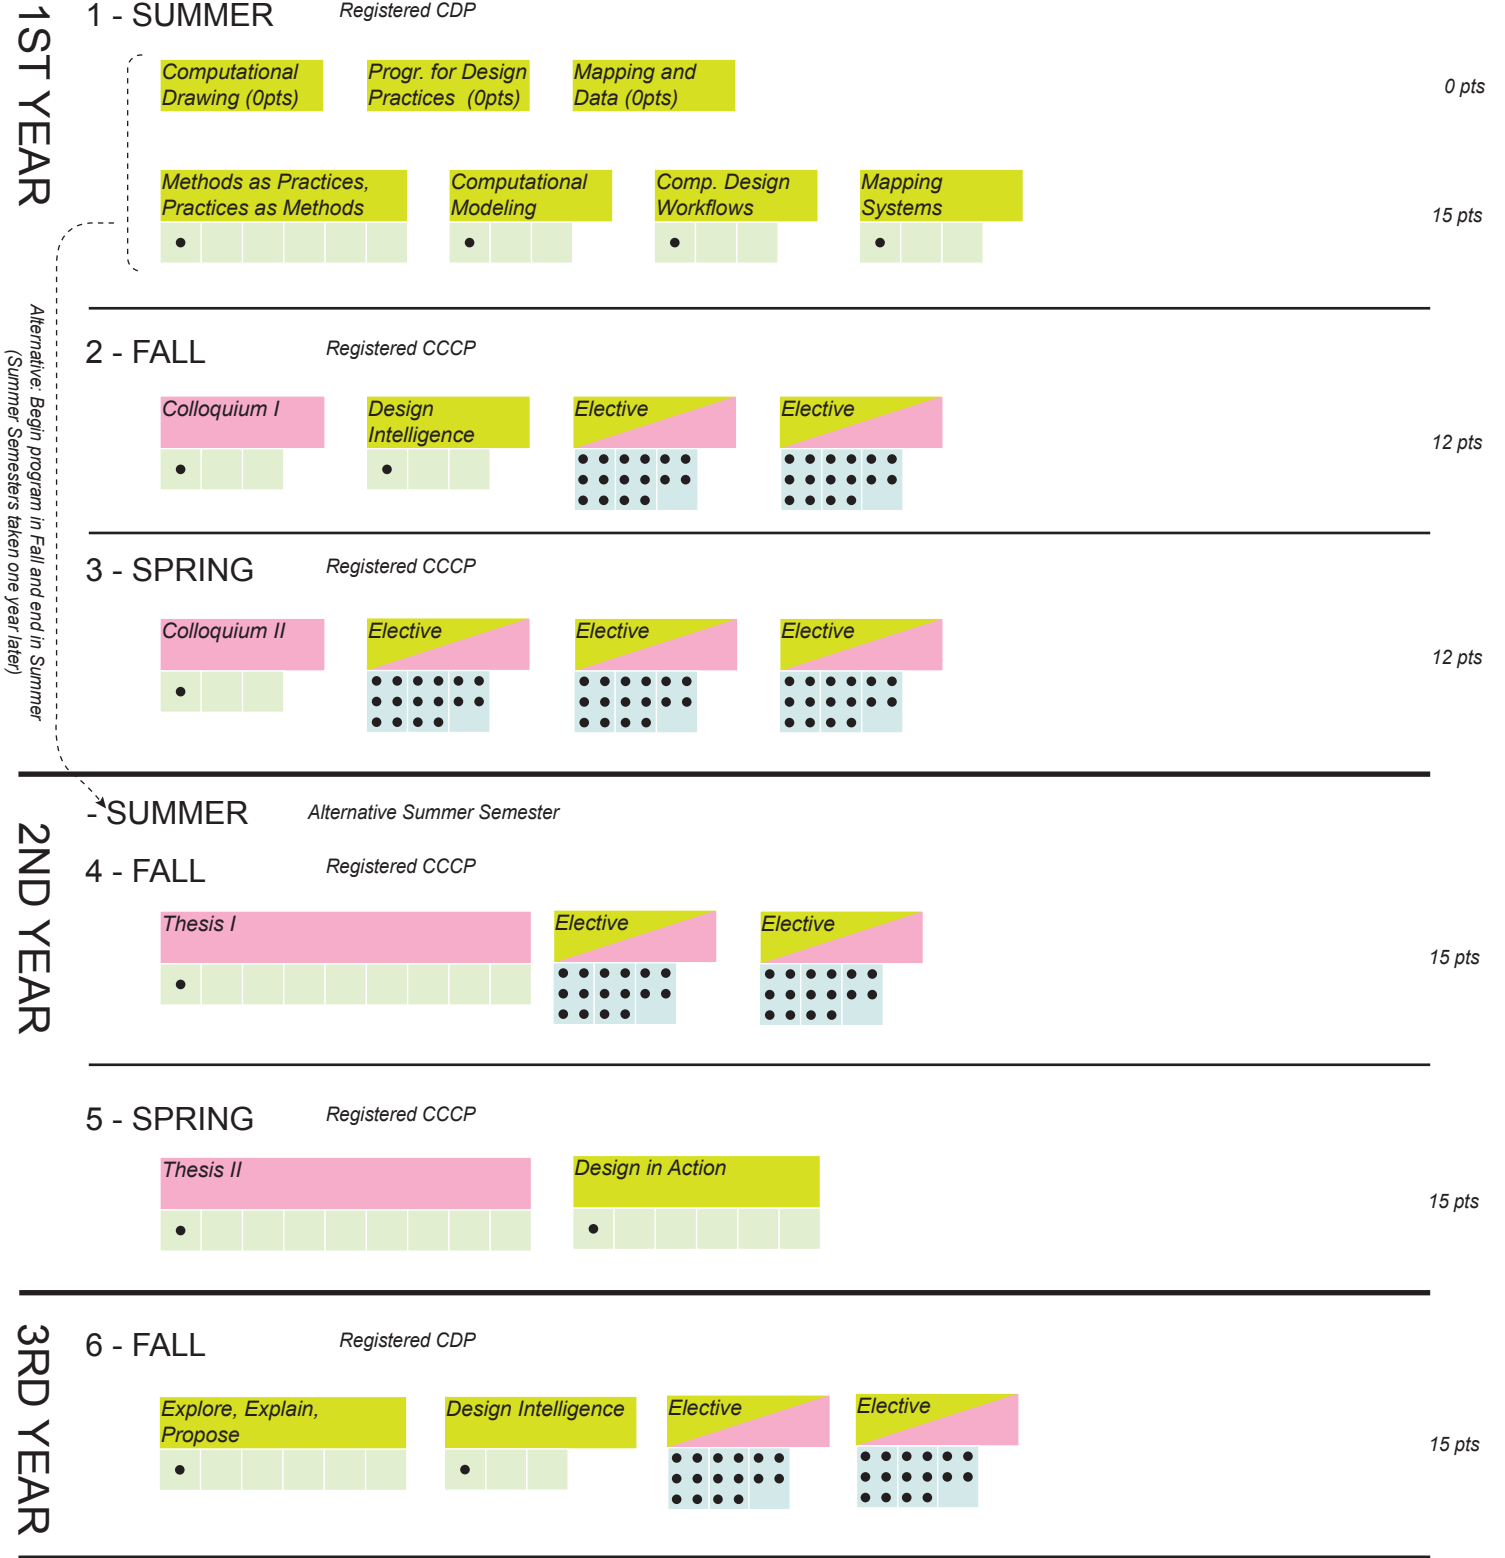 1ST YEAR
1 - SUMMER
Registered CDP
Computational
Drawing (0pts)
Progr. for Design
Practices (0pts)
Mapping and
Data (0pts)
0 pts
Methods as Practices,
Practices as Methods
Computational
Modeling
Comp. Design
Workflows
Mapping
Systems
15 pts
Alternative: Begin program in Fall and end in Summer
(Summer Semesters taken one year later)
2 - FALL
Registered CCCP
Colloquium I
Design
Intelligence
Elective
Elective
12 pts
3 - SPRING
Registered CCCP
Colloquium II
Elective
Elective
Elective
12 pts
2ND YEAR
- SUMMER
Alternative Summer Semester
4 - FALL
Registered CCCP
Thesis I
Elective
Elective
15 pts
5 - SPRING
Registered CCCP
Thesis II
Design in Action
15 pts
3RD YEAR
6 - FALL
Registered CDP
Explore, Explain,
Propose
Design Intelligence
Elective
Elective
15 pts